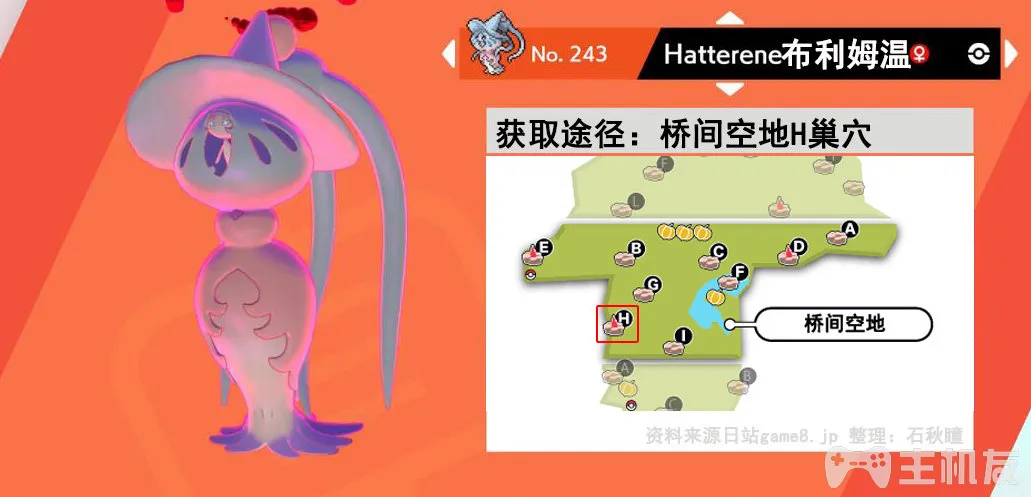 No. 243
Hatterene布利姆温♀
获取途径：桥间空地H巢穴
F
L
A
E
B
C
D
F
G
H
I
桥间空地
A
B
C
资料来源日站game8.jp 整理：石秋瞳
主机友